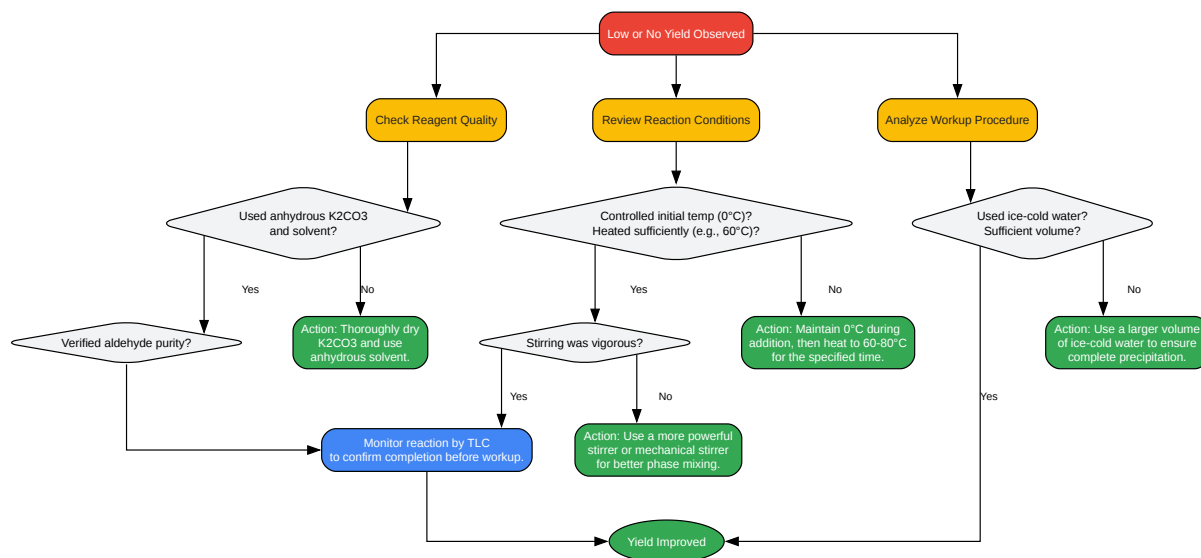 Low or No Yield Observed
Check Reagent Quality
Review Reaction Conditions
Analyze Workup Procedure
Used anhydrous K2CO3
and solvent?
Controlled initial temp (0°C)?
Heated sufficiently (e.g., 60°C)?
Used ice-cold water?
Sufficient volume?
Yes
No
Yes
No
No
Verified aldehyde purity?
Action: Thoroughly dry
K2CO3 and use
anhydrous solvent.
Stirring was vigorous?
Action: Maintain 0°C during
addition, then heat to 60-80°C
for the specified time.
Action: Use a larger volume
of ice-cold water to ensure
complete precipitation.
Yes
No
Yes
Monitor reaction by TLC
to confirm completion before workup.
Action: Use a more powerful
stirrer or mechanical stirrer
for better phase mixing.
Yield Improved